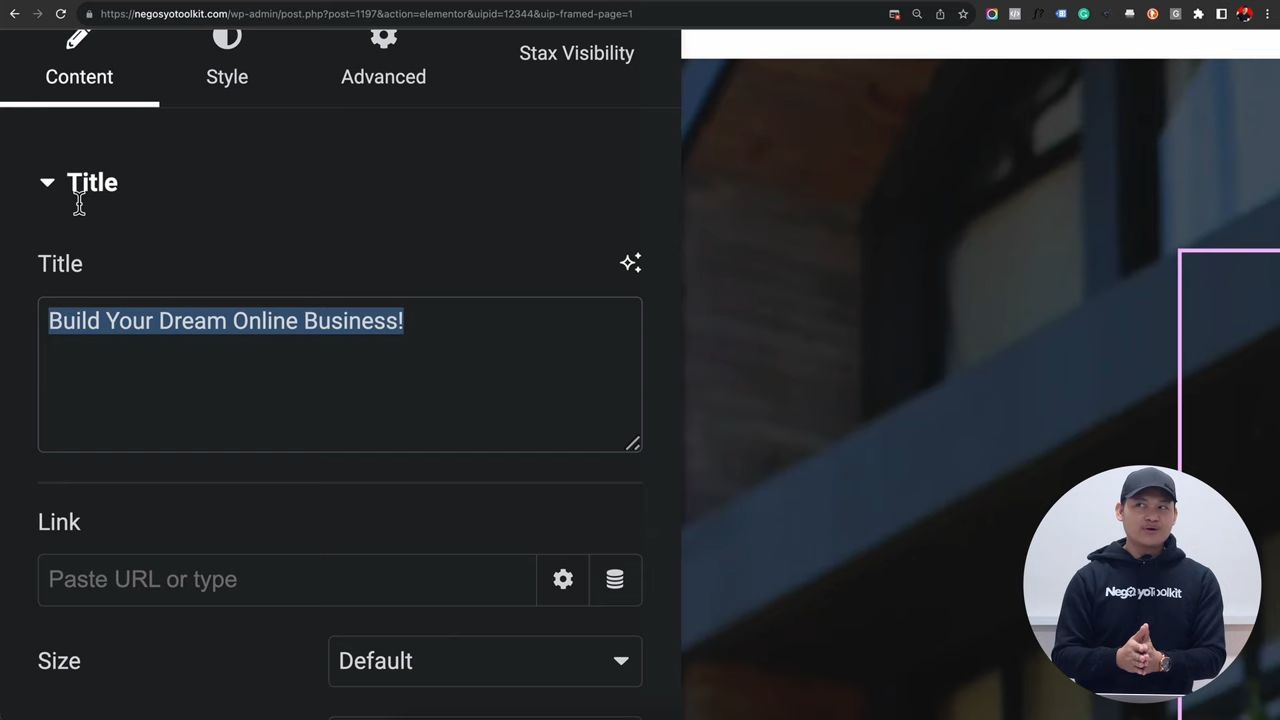 https://negosyotoolkit.com/wp-admin/post.php?post=1197&action=elementor&uipid=12344&uip-framed-page=1
Content
Style
Advanced
Stax Visibility
Title
Title
Build Your Dream Online Business!
Link
Paste URL or type
Size
Default
NegosyoToolkit